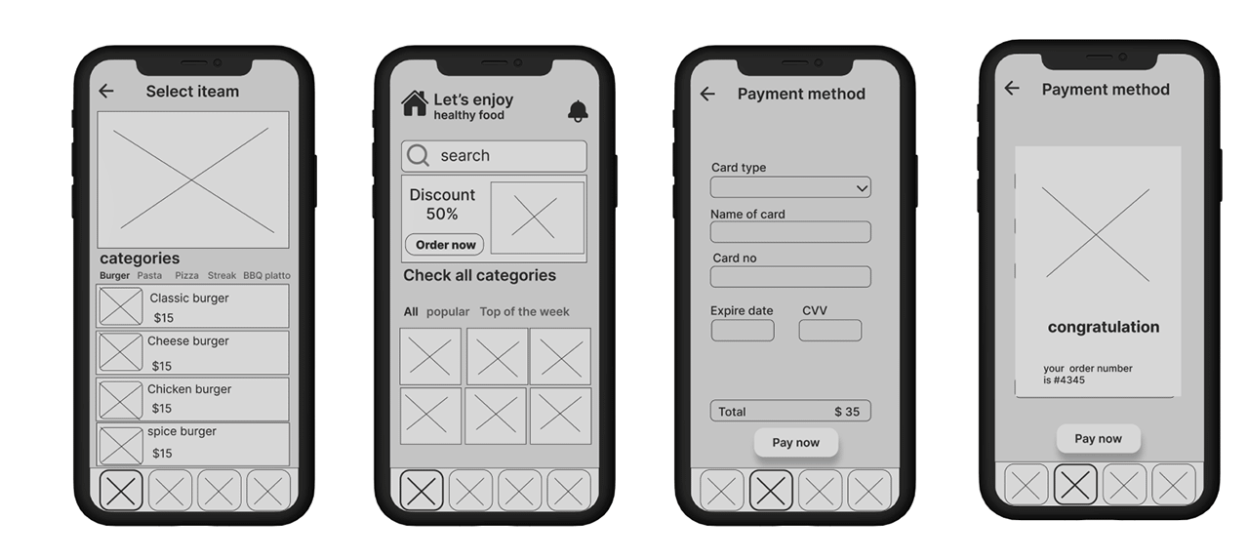 Select iteam
categories
Burger Pasta Pizza Streak BBQ platto
Classic burger
$15
Cheese burger
$15
Chicken burger
$15
spice burger
$15
Let's enjoy
healthy food
search
Discount
50%
Order now
Check all categories
All popular Top of the week
Payment method
Card type
Name of card
Card no
Expire date CVV
Total $ 35
Pay now
Payment method
congratulation
your order number
is #4345
Pay now